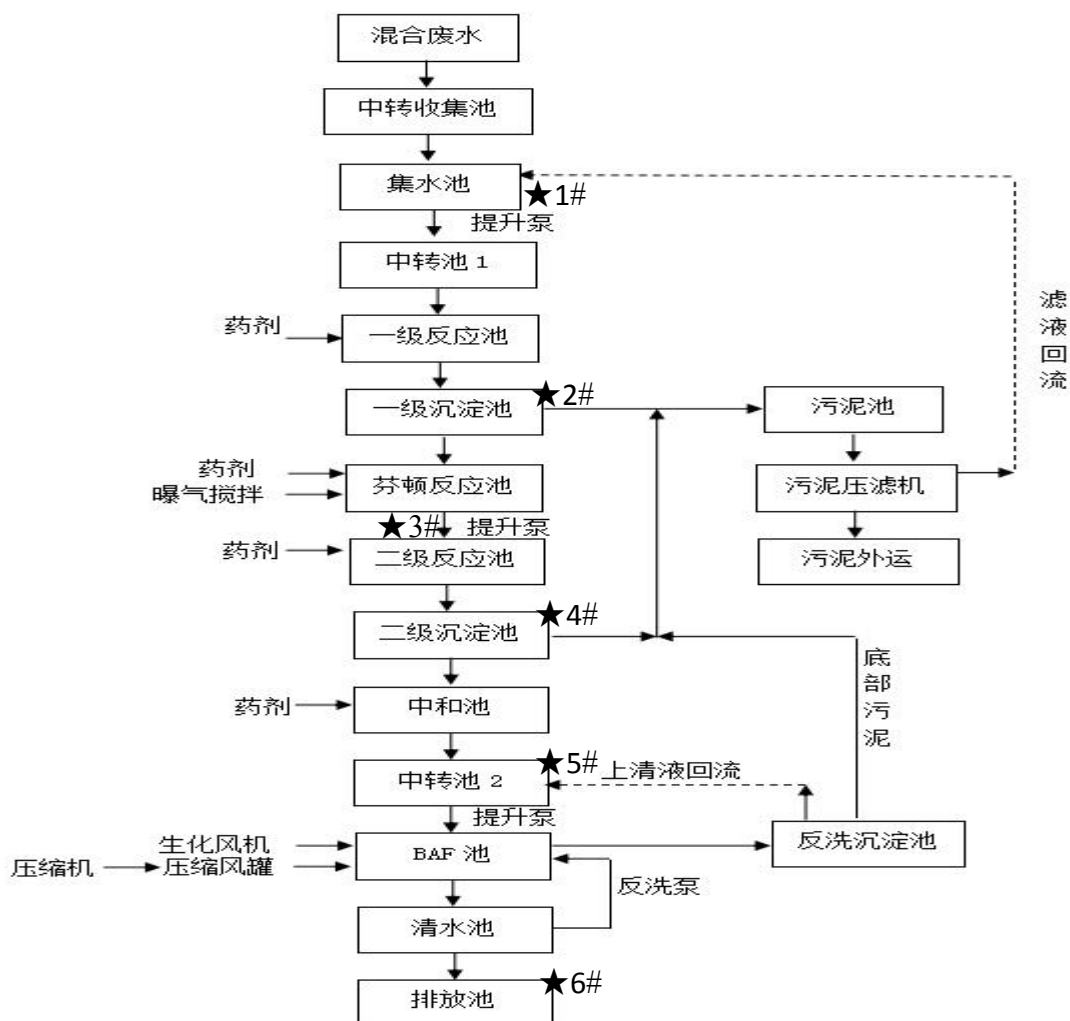 混合废水
中转收集池
集水池
★1#
提升泵
中转池 1
滤液回流
药剂
一级反应池
一级沉淀池
★2#
污泥池
药剂
曝气搅拌
芬顿反应池
污泥压滤机
★3#
提升泵
药剂
二级反应池
污泥外运
二级沉淀池
★4#
底部污泥
药剂
中和池
中转池 2
★5#
上清液回流
提升泵
生化风机
压缩机
压缩风罐
BAF 池
反洗沉淀池
反洗泵
清水池
排放池
★6#